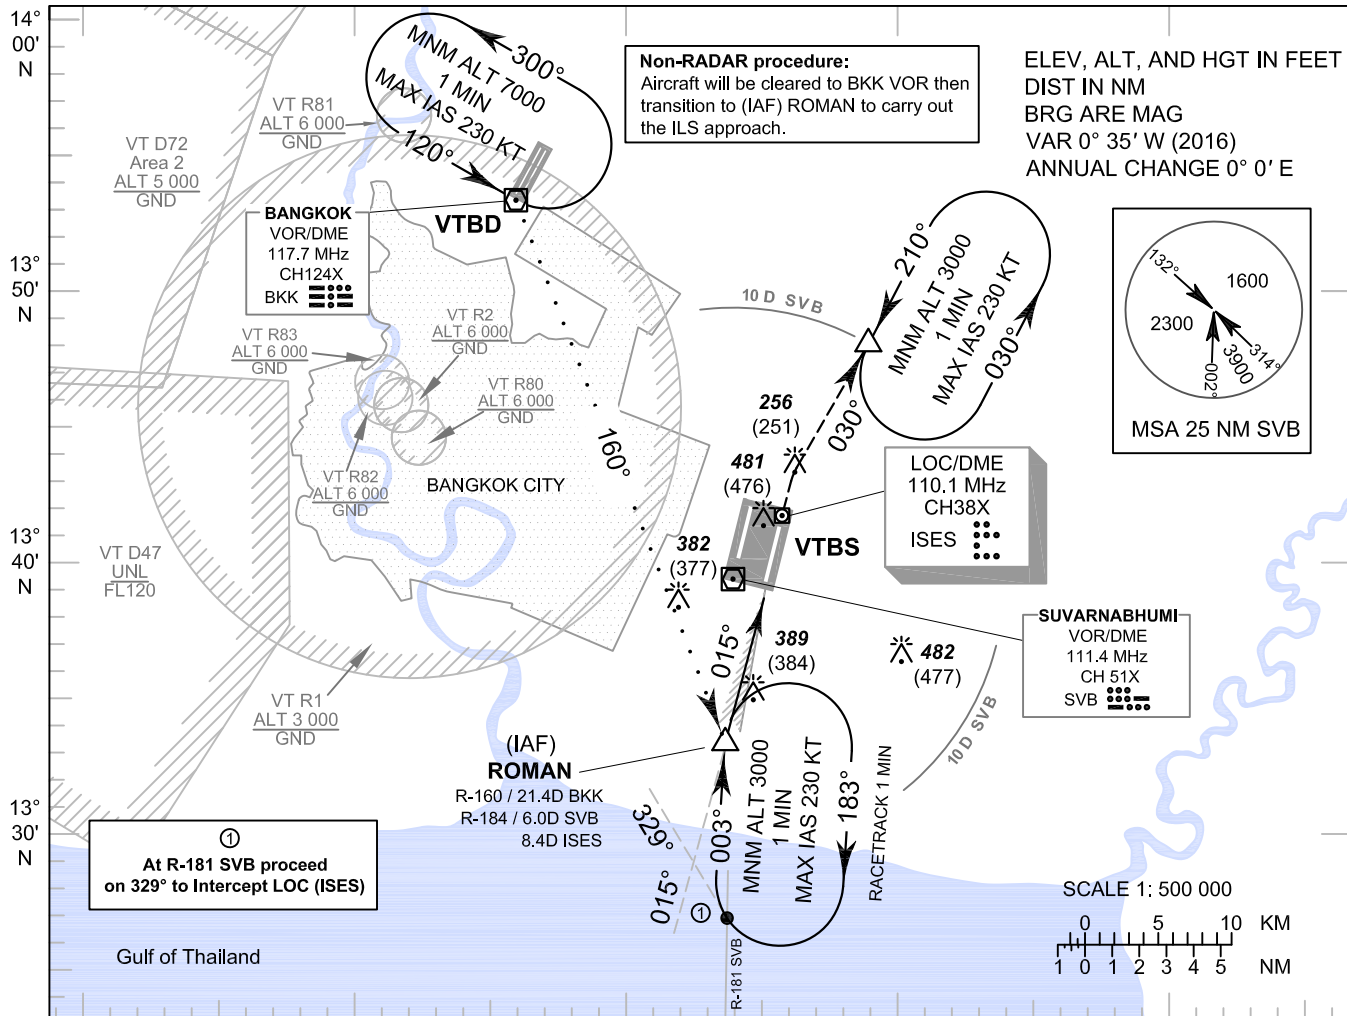 14°
00'
N
13°
50'
N
13°
40'
N
13°
30'
N
MNM ALT 7000
1 MIN
MAX IAS 230 KT
300°
120°
Non-RADAR procedure:
Aircraft will be cleared to BKK VOR then
transition to (IAF) ROMAN to carry out
the ILS approach.
ELEV, ALT, AND HGT IN FEET
DIST IN NM
BRG ARE MAG
VAR 0° 35' W (2016)
ANNUAL CHANGE 0° 0' E
VT R81
ALT 6 000
GND
VT D72
Area 2
ALT 5 000
GND
BANGKOK
VOR/DME
117.7 MHz
CH124X
BKK
VTBD
10 D SVB
210°
MNM ALT 3000
1 MIN
MAX IAS 230 KT
030°
132°
1600
2300
3900
314°
002°
MSA 25 NM SVB
VT R83
ALT 6 000
GND
VT R2
ALT 6 000
GND
VT R80
ALT 6 000
GND
VT R82
ALT 6 000
GND
BANGKOK CITY
160°
256
(251)
030°
481
(476)
LOC/DME
110.1 MHz
CH38X
ISES
VTBS
382
(377)
VT D47
UNL
FL120
SUVARNABHUMI
VOR/DME
111.4 MHz
CH 51X
SVB
015°
389
(384)
482
(477)
10 D SVB
VT R1
ALT 3 000
GND
(IAF)
ROMAN
R-160 / 21.4D BKK
R-184 / 6.0D SVB
8.4D ISES
329°
015°
003°
MNM ALT 3000
1 MIN
MAX IAS 230 KT
183°
RACETRACK 1 MIN
①
At R-181 SVB proceed
on 329° to Intercept LOC (ISES)
①
R-181 SVB
Gulf of Thailand
SCALE 1: 500 000
0 5 10 KM
1 0 1 2 3 4 5 NM